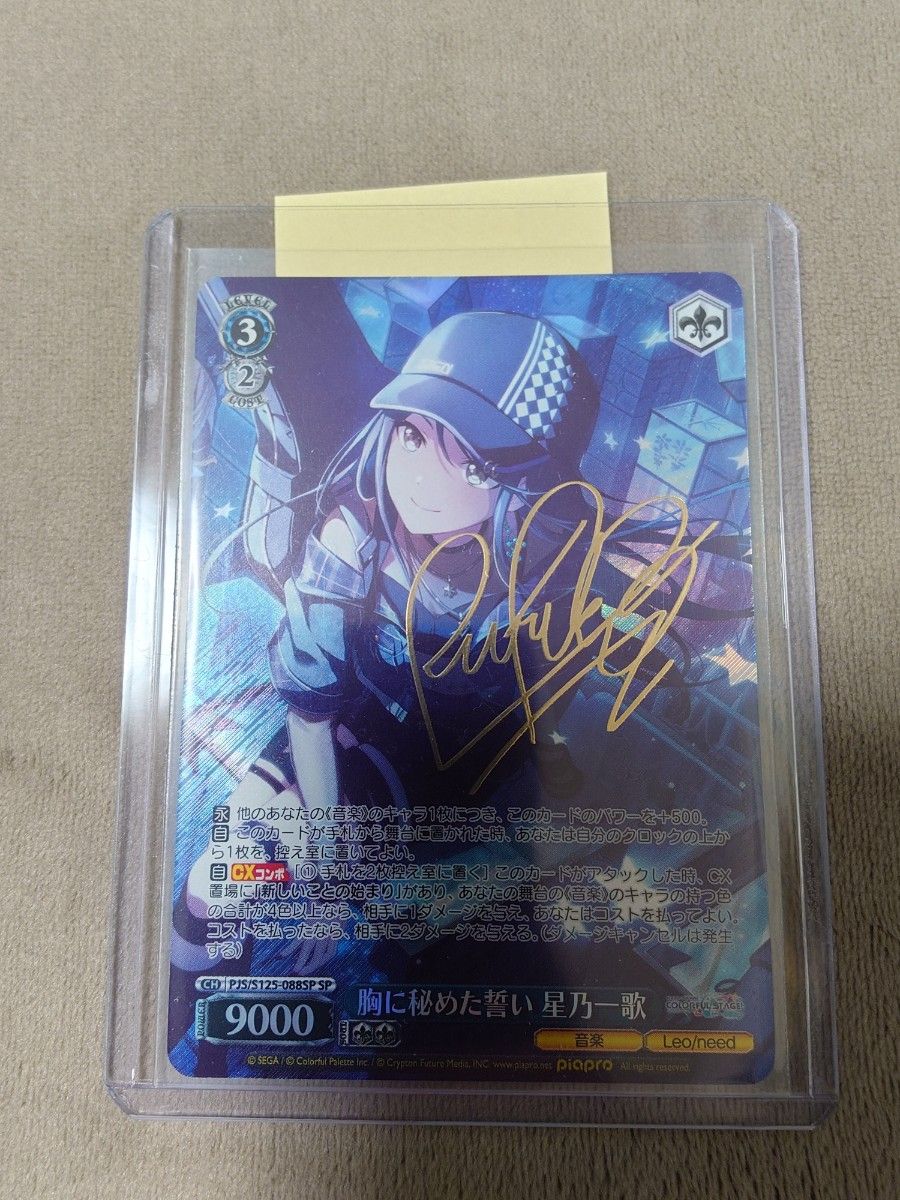 LEVEL
3
2
COST
永 他のあなたの《音楽》のキャラ1枚につき、このカードのパワーを+500。
自 このカードが手札から舞台に置かれた時、あなたは自分のクロックの上か
ら1枚を、控え室に置いてよい。
自 CXコンボ [① 手札を2枚控え室に置く] このカードがアタックした時、CX
置場に「新しいことの始まり」があり、あなたの舞台の《音楽》のキャラの持つ色
の合計が4色以上なら、相手に1ダメージを与え、あなたはコストを払ってよい。
コストを払ったなら、相手に2ダメージを与える。(ダメージキャンセルは発生
する)
CH PJS/S125-088SP SP
POWER 9000
胸に秘めた誓い 星乃一歌
COLORFUL STAGE!
音楽 Leo/need
© SEGA / © Colorful Palette Inc. / © Crypton Future Media, INC. www.piapro.net piapro All rights reserved.